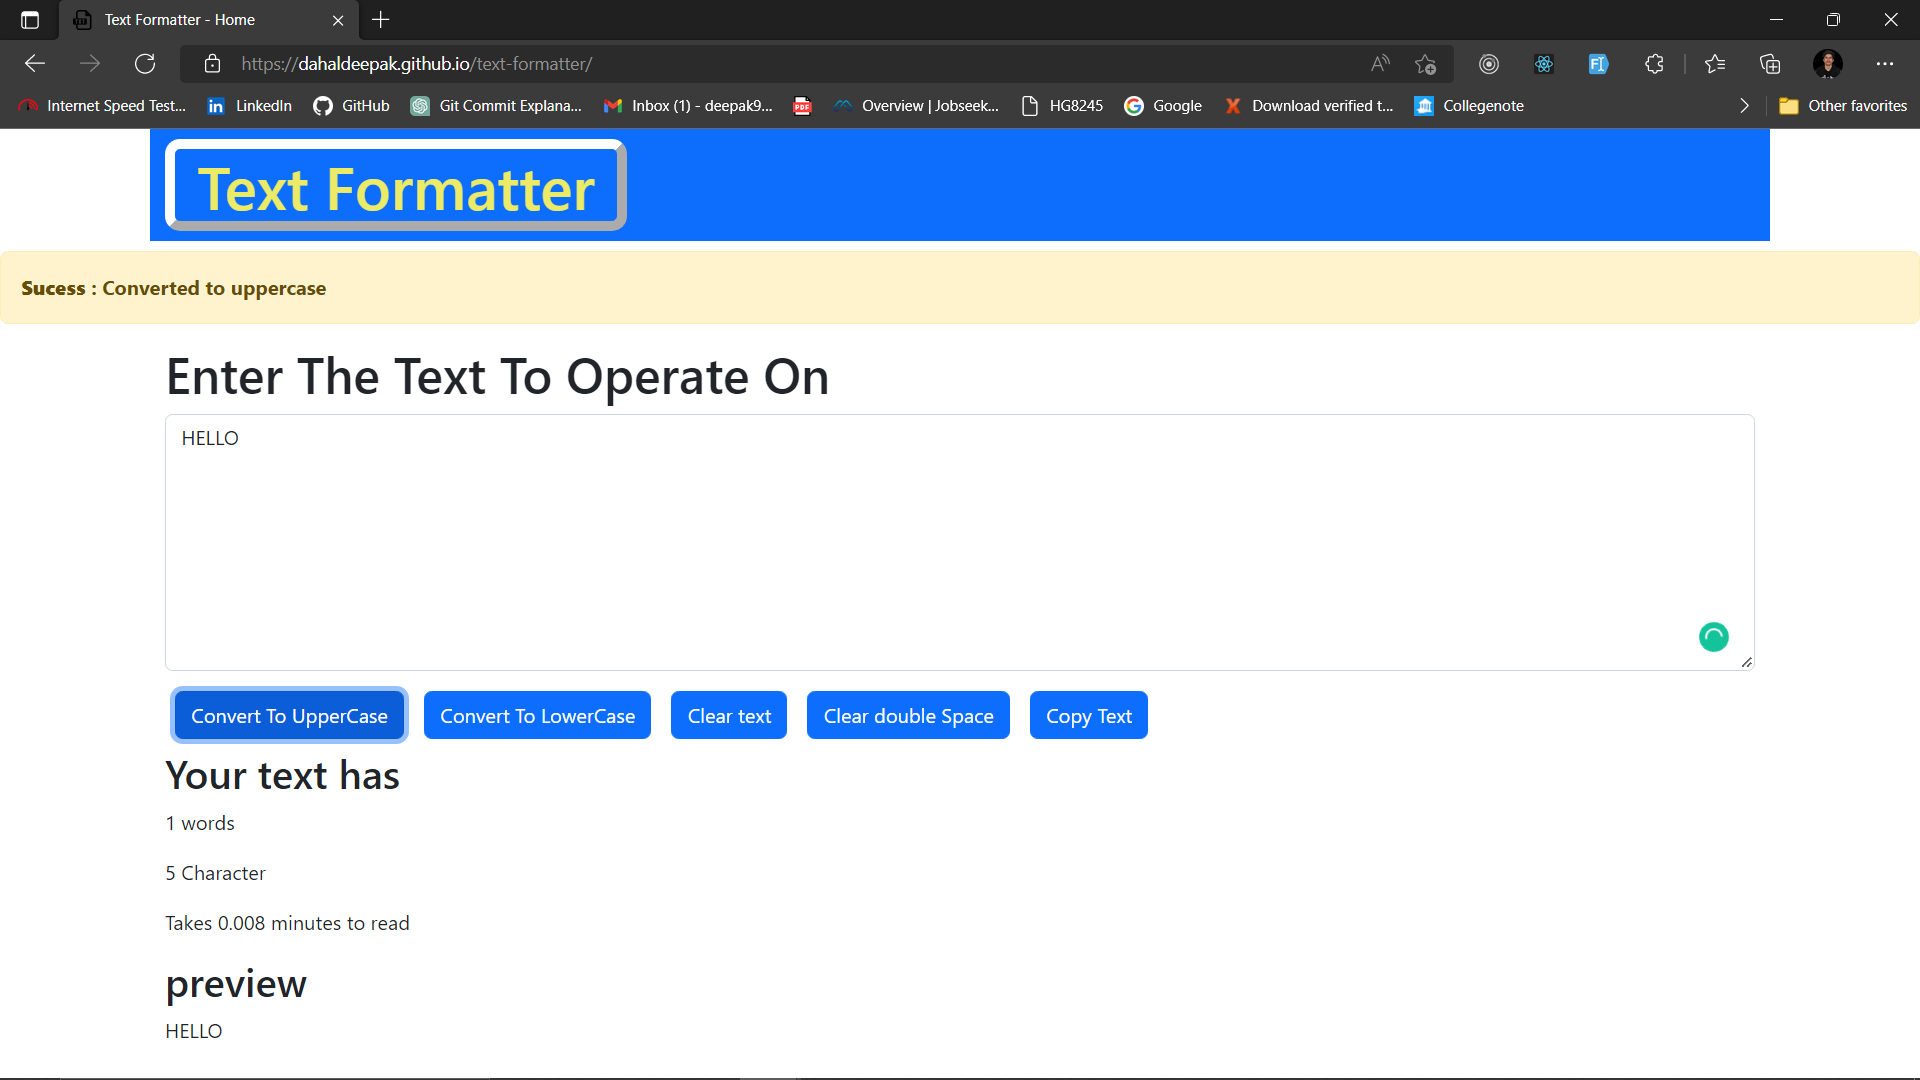 Text Formatter - Home
https://dahaldeepak.github.io/text-formatter/
Internet Speed Test... LinkedIn GitHub Git Commit Explana... Inbox (1) - deepak9... PDF Overview | Jobseek... HG8245 Google Download verified t... Collegenote Other favorites
Text Formatter
Sucess : Converted to uppercase
Enter The Text To Operate On
HELLO
Convert To UpperCase Convert To LowerCase Clear text Clear double Space Copy Text
Your text has
1 words
5 Character
Takes 0.008 minutes to read
preview
HELLO